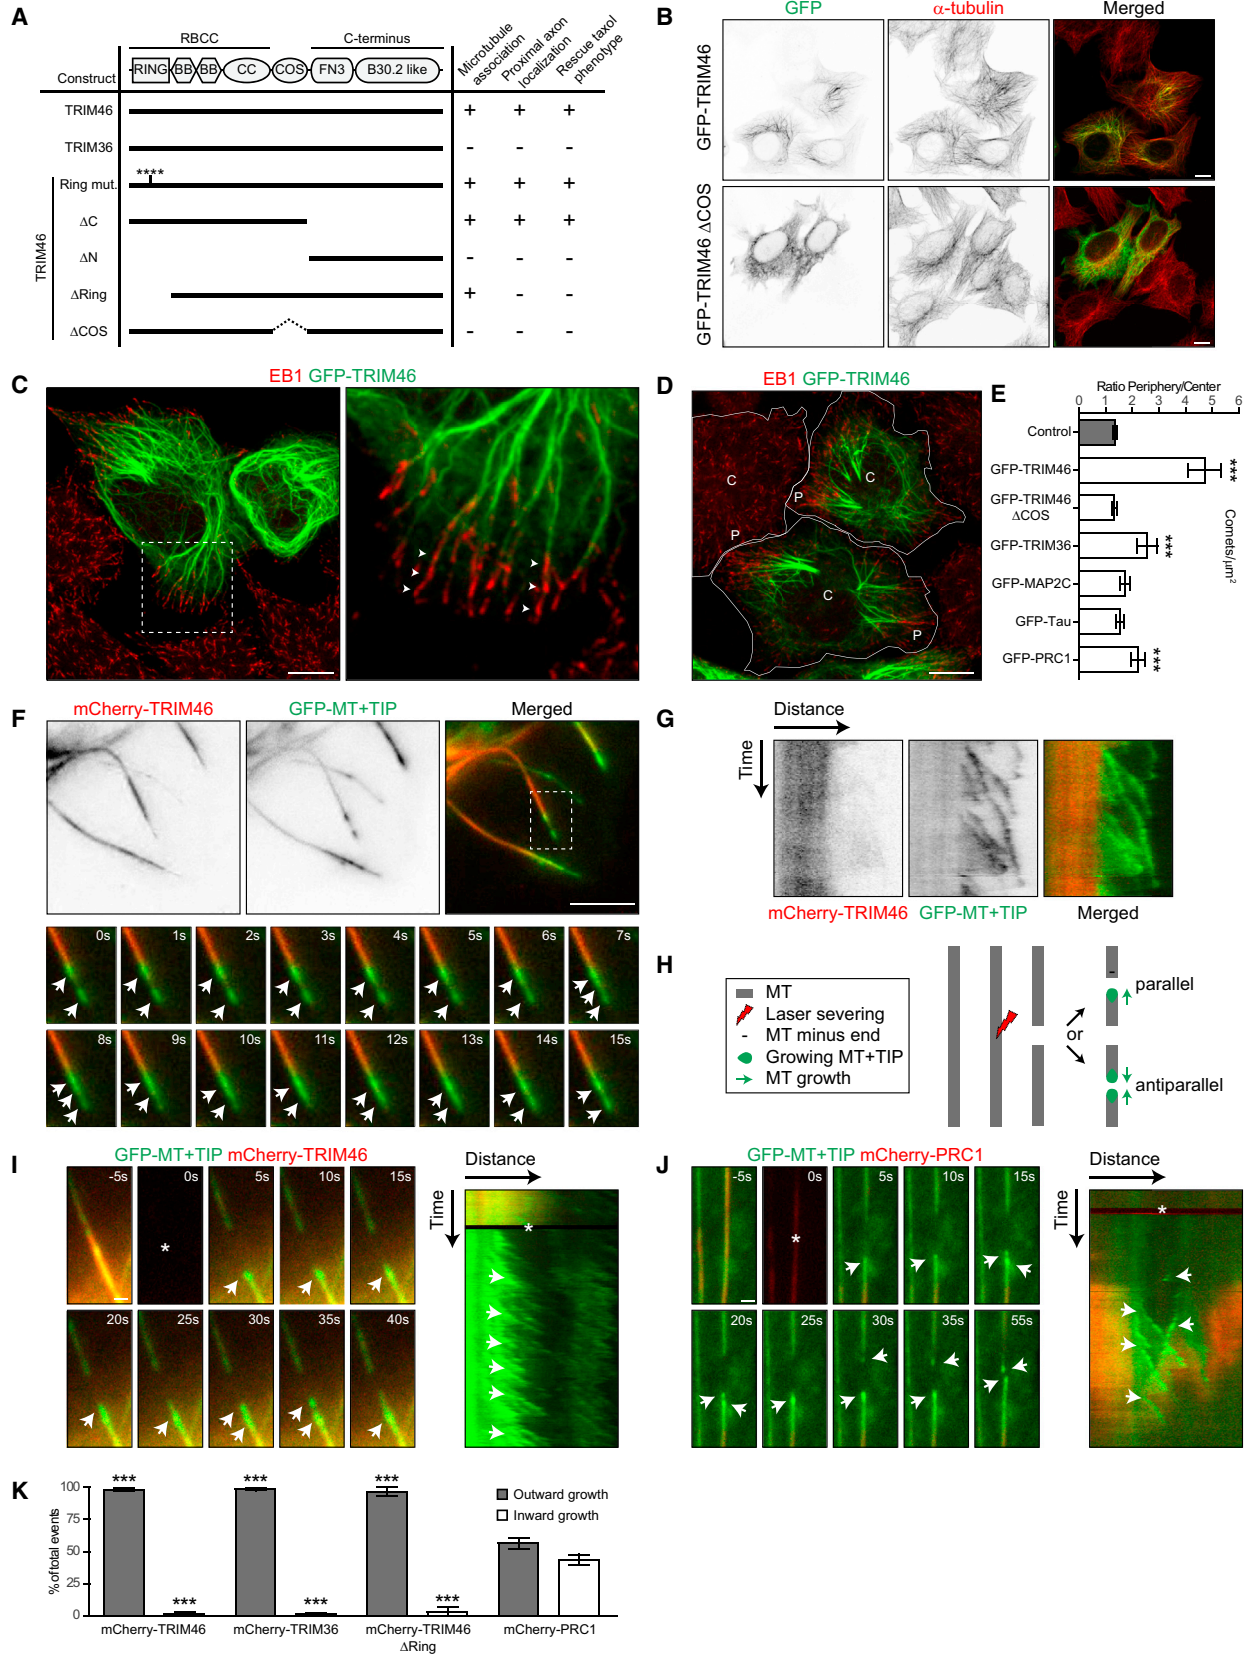 A
RBCC
C-terminus
Construct
RING
BB
BB
CC
COS
FN3
B30.2 like
Microtubule association
Proximal axon localization
Rescue taxol phenotype
TRIM46
+ + +
TRIM36
- - -
TRIM46
****
Ring mut.
+ + +
ΔC
+ + +
ΔN
- - -
ΔRing
+ - -
ΔCOS
- - -
B
GFP
α-tubulin
Merged
GFP-TRIM46
GFP-TRIM46 ΔCOS
C
EB1 GFP-TRIM46
D
EB1 GFP-TRIM46
C
P
C
P
C
P
E
Ratio Periphery/Center
0 1 2 3 4 5 6
Control
GFP-TRIM46
***
GFP-TRIM46
ΔCOS
GFP-TRIM36
***
GFP-MAP2C
GFP-Tau
GFP-PRC1
***
Comets/μm²
F
mCherry-TRIM46
GFP-MT+TIP
Merged
0s 1s 2s 3s 4s 5s 6s 7s
8s 9s 10s 11s 12s 13s 14s 15s
G
Distance
Time
mCherry-TRIM46
GFP-MT+TIP
Merged
H
MT
Laser severing
- MT minus end
Growing MT+TIP
MT growth
or
-
parallel
antiparallel
I
GFP-MT+TIP mCherry-TRIM46
-5s 0s 5s 10s 15s
*
20s 25s 30s 35s 40s
Distance
Time
*
J
GFP-MT+TIP mCherry-PRC1
-5s 0s 5s 10s 15s
*
20s 25s 30s 35s 55s
Distance
Time
*
K
% of total events
100
75
50
25
0
*** *** ***
*** *** ***
Outward growth
Inward growth
mCherry-TRIM46
mCherry-TRIM36
mCherry-TRIM46
ΔRing
mCherry-PRC1